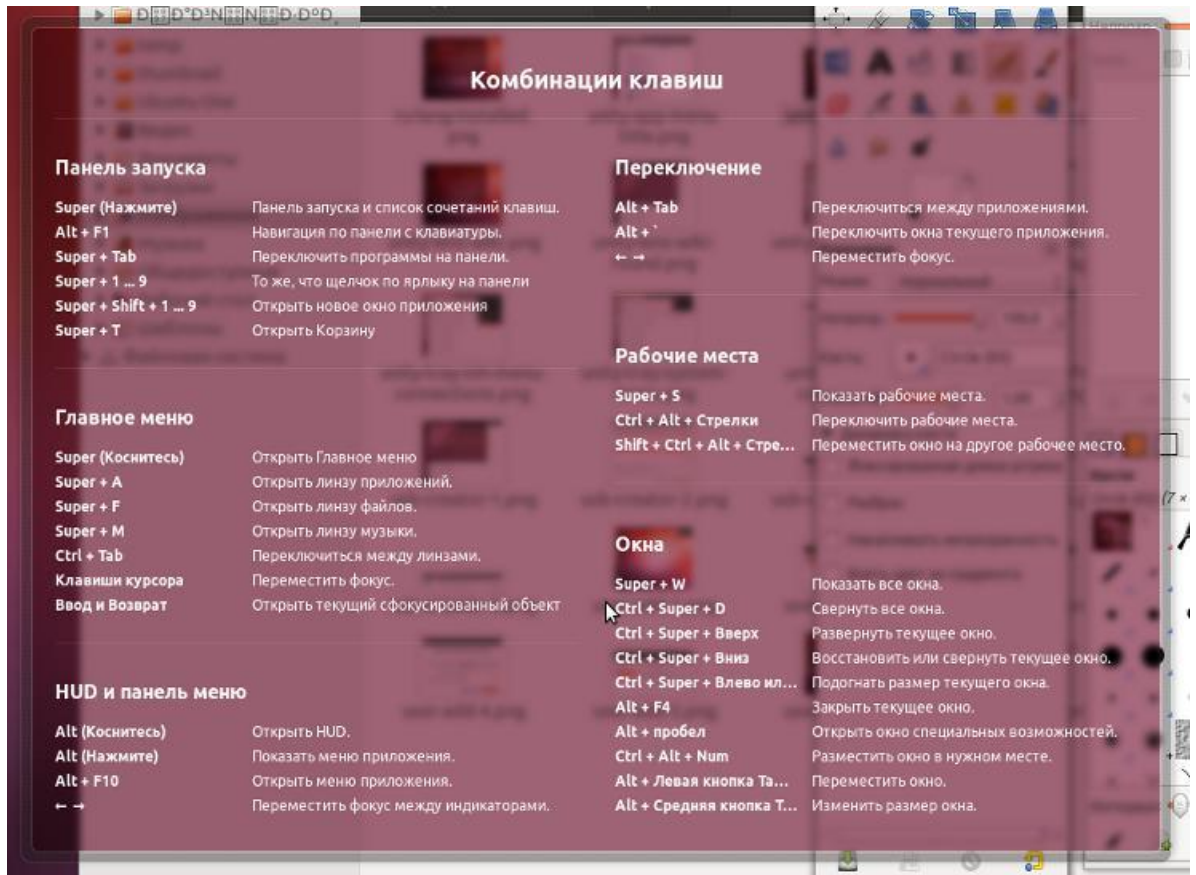 Комбинации клавиш
Панель запуска
Super (Нажмите) Панель запуска и список сочетаний клавиш.
Alt + F1 Навигация по панели с клавиатуры.
Super + Tab Переключить программы на панели.
Super + 1 ... 9 То же, что щелчок по ярлыку на панели
Super + Shift + 1 ... 9 Открыть новое окно приложения
Super + T Открыть Корзину
Главное меню
Super (Коснитесь) Открыть Главное меню
Super + A Открыть линзу приложений.
Super + F Открыть линзу файлов.
Super + M Открыть линзу музыки.
Ctrl + Tab Переключиться между линзами.
Клавиши курсора Переместить фокус.
Ввод и Возврат Открыть текущий сфокусированный объект
HUD и панель меню
Alt (Коснитесь) Открыть HUD.
Alt (Нажмите) Показать меню приложения.
Alt + F10 Открыть меню приложения.
← → Переместить фокус между индикаторами.
Переключение
Alt + Tab Переключиться между приложениями.
Alt + ` Переключить окна текущего приложения.
← → Переместить фокус.
Рабочие места
Super + S Показать рабочие места.
Ctrl + Alt + Стрелки Переключить рабочие места.
Shift + Ctrl + Alt + Стре... Переместить окно на другое рабочее место.
Окна
Super + W Показать все окна.
Ctrl + Super + D Свернуть все окна.
Ctrl + Super + Вверх Развернуть текущее окно.
Ctrl + Super + Вниз Восстановить или свернуть текущее окно.
Ctrl + Super + Влево ил... Подогнать размер текущего окна.
Alt + F4 Закрыть текущее окно.
Alt + пробел Открыть окно специальных возможностей.
Ctrl + Alt + Num Разместить окно в нужном месте.
Alt + Левая кнопка Та... Переместить окно.
Alt + Средняя кнопка Т... Изменить размер окна.
(7 ×